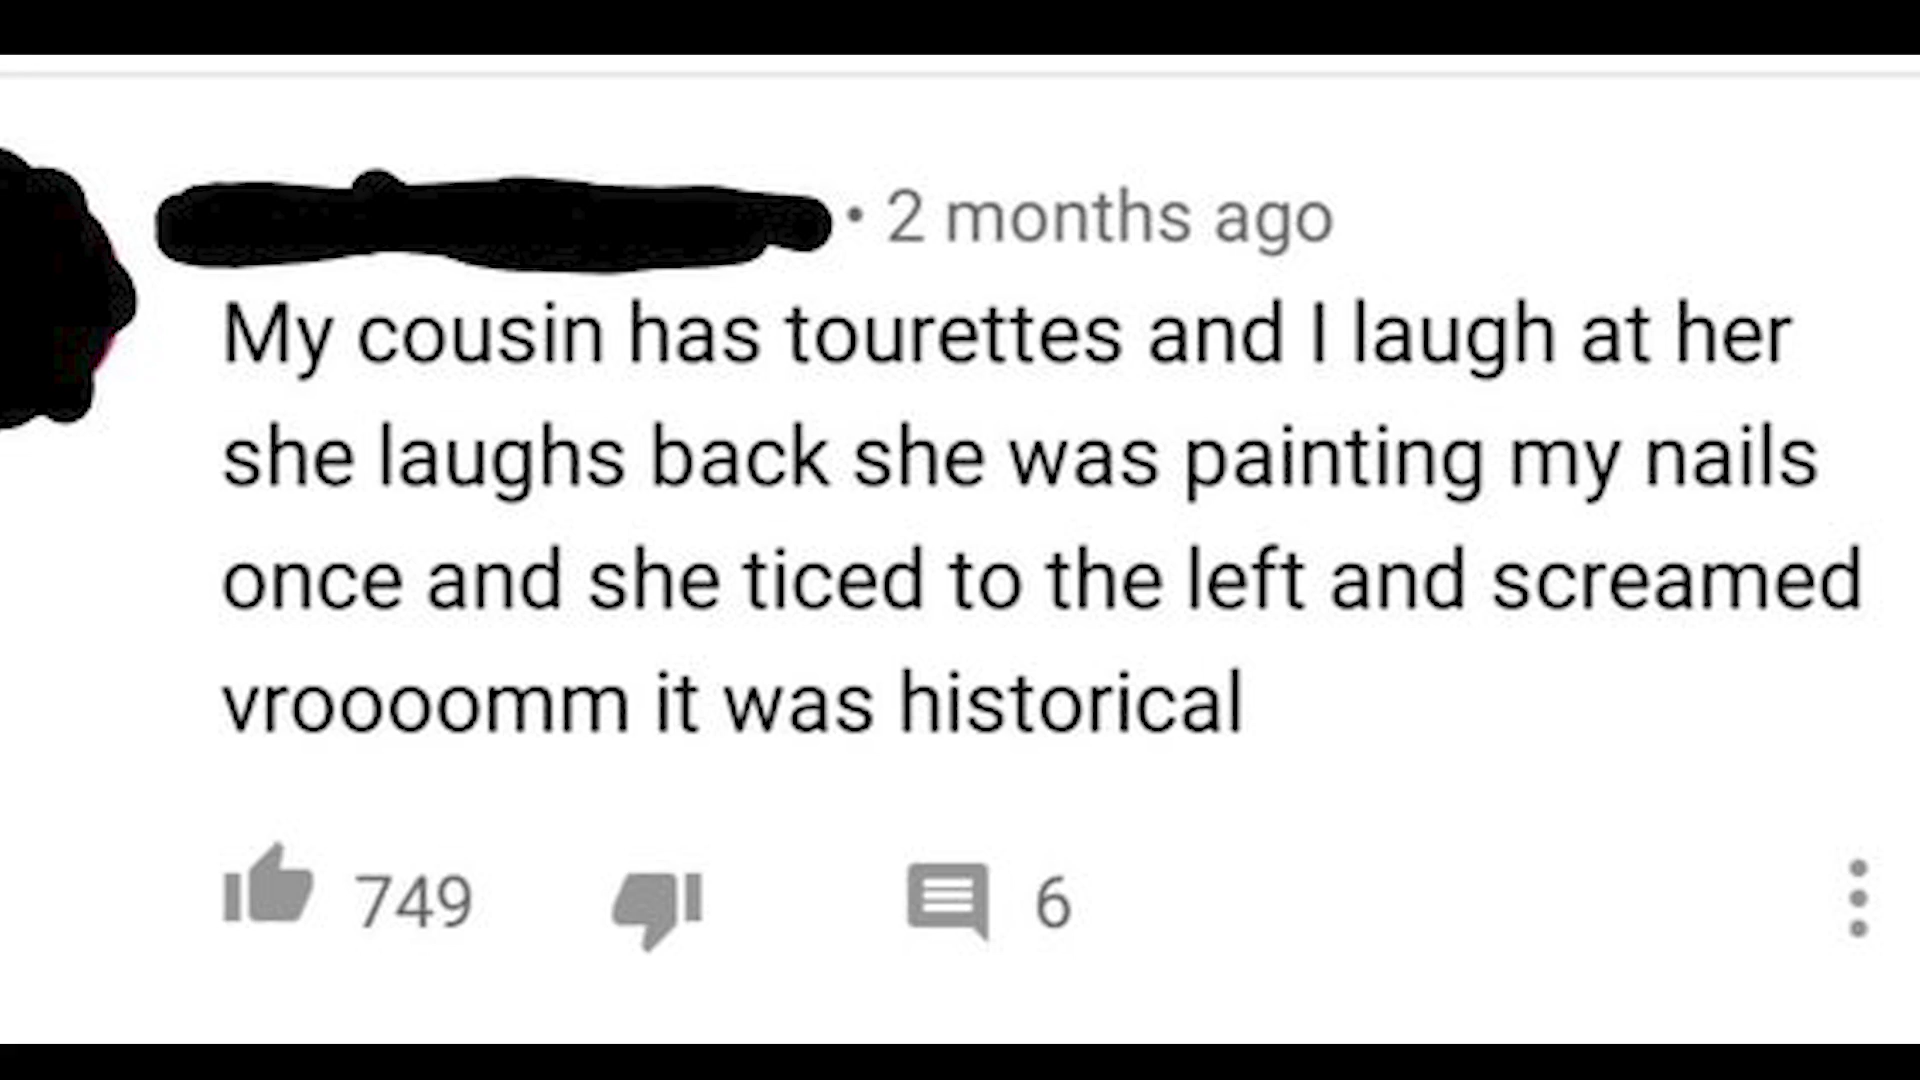 • 2 months ago
My cousin has tourettes and I laugh at her
she laughs back she was painting my nails
once and she ticed to the left and screamed
vroooomm it was historical
749 6